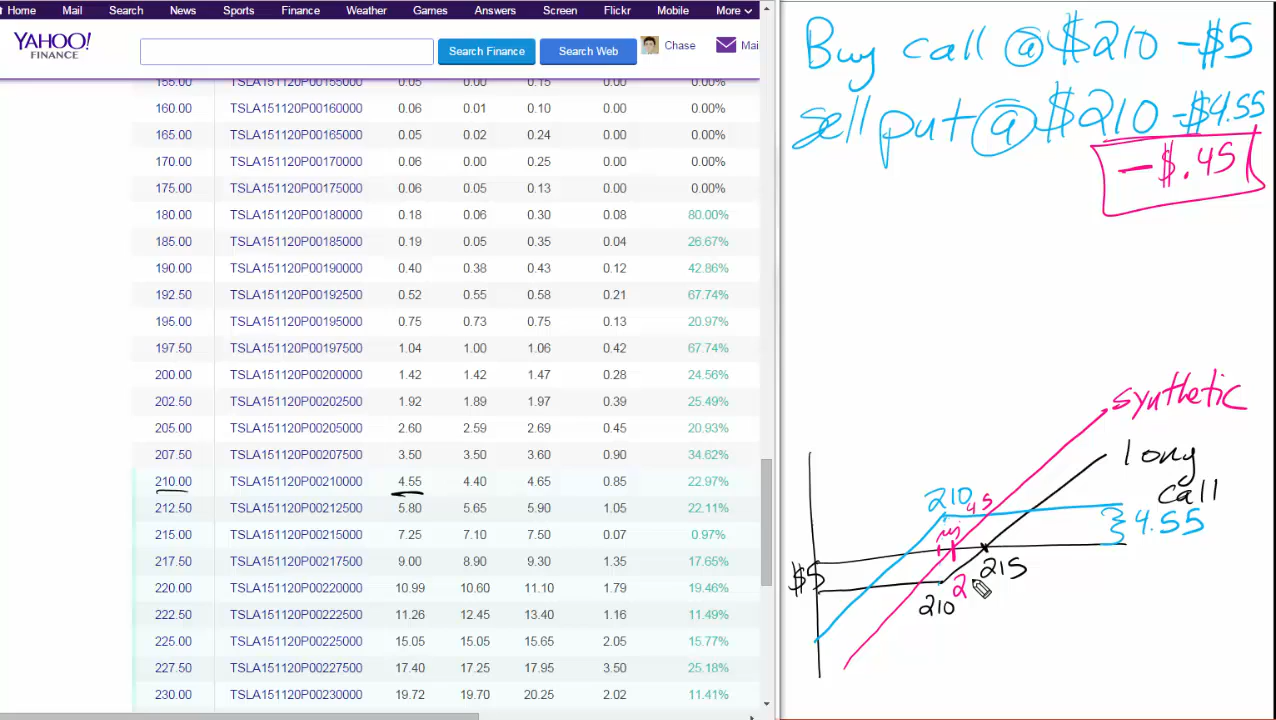 Home Mail Search News Sports Finance Weather Games Answers Screen Flickr Mobile More
YAHOO!
FINANCE
Search Finance
Search Web
Chase
Mai
155.00 TSLA151120P00155000 0.05 0.00 0.15 0.00 0.00%
160.00 TSLA151120P00160000 0.06 0.01 0.10 0.00 0.00%
165.00 TSLA151120P00165000 0.05 0.02 0.24 0.00 0.00%
170.00 TSLA151120P00170000 0.06 0.00 0.25 0.00 0.00%
175.00 TSLA151120P00175000 0.06 0.05 0.13 0.00 0.00%
180.00 TSLA151120P00180000 0.18 0.06 0.30 0.08 80.00%
185.00 TSLA151120P00185000 0.19 0.05 0.35 0.04 26.67%
190.00 TSLA151120P00190000 0.40 0.38 0.43 0.12 42.86%
192.50 TSLA151120P00192500 0.52 0.55 0.58 0.21 67.74%
195.00 TSLA151120P00195000 0.75 0.73 0.75 0.13 20.97%
197.50 TSLA151120P00197500 1.04 1.00 1.06 0.42 67.74%
200.00 TSLA151120P00200000 1.42 1.42 1.47 0.28 24.56%
202.50 TSLA151120P00202500 1.92 1.89 1.97 0.39 25.49%
205.00 TSLA151120P00205000 2.60 2.59 2.69 0.45 20.93%
207.50 TSLA151120P00207500 3.50 3.50 3.60 0.90 34.62%
210.00 TSLA151120P00210000 4.55 4.40 4.65 0.85 22.97%
212.50 TSLA151120P00212500 5.80 5.65 5.90 1.05 22.11%
215.00 TSLA151120P00215000 7.25 7.10 7.50 0.07 0.97%
217.50 TSLA151120P00217500 9.00 8.90 9.30 1.35 17.65%
220.00 TSLA151120P00220000 10.99 10.60 11.10 1.79 19.46%
222.50 TSLA151120P00222500 11.26 12.45 13.40 1.16 11.49%
225.00 TSLA151120P00225000 15.05 15.05 15.65 2.05 15.77%
227.50 TSLA151120P00227500 17.40 17.25 17.95 3.50 25.18%
230.00 TSLA151120P00230000 19.72 19.70 20.25 2.02 11.41%
Buy call @ $210 -$5
sell put @ $210 -$4.55
-$.45
synthetic
long
call
210
45
4.55
$5
215
2
210